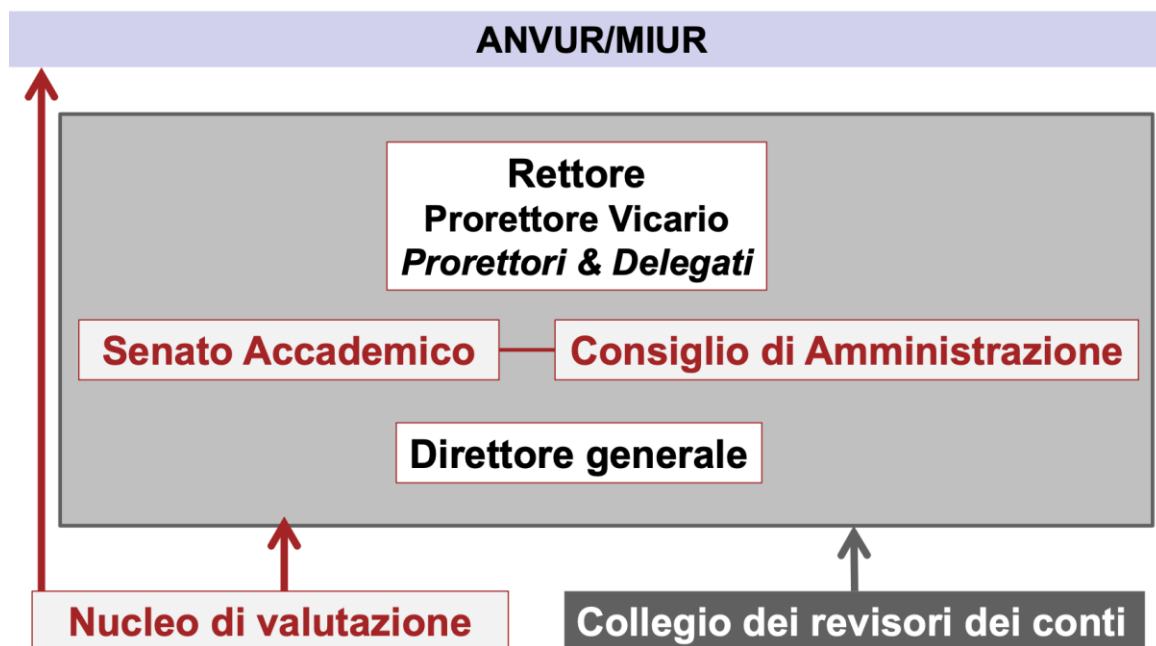 ANVUR/MIUR
Rettore
Prorettore Vicario
Prorettori & Delegati
Senato Accademico
Consiglio di Amministrazione
Direttore generale
Nucleo di valutazione
Collegio dei revisori dei conti